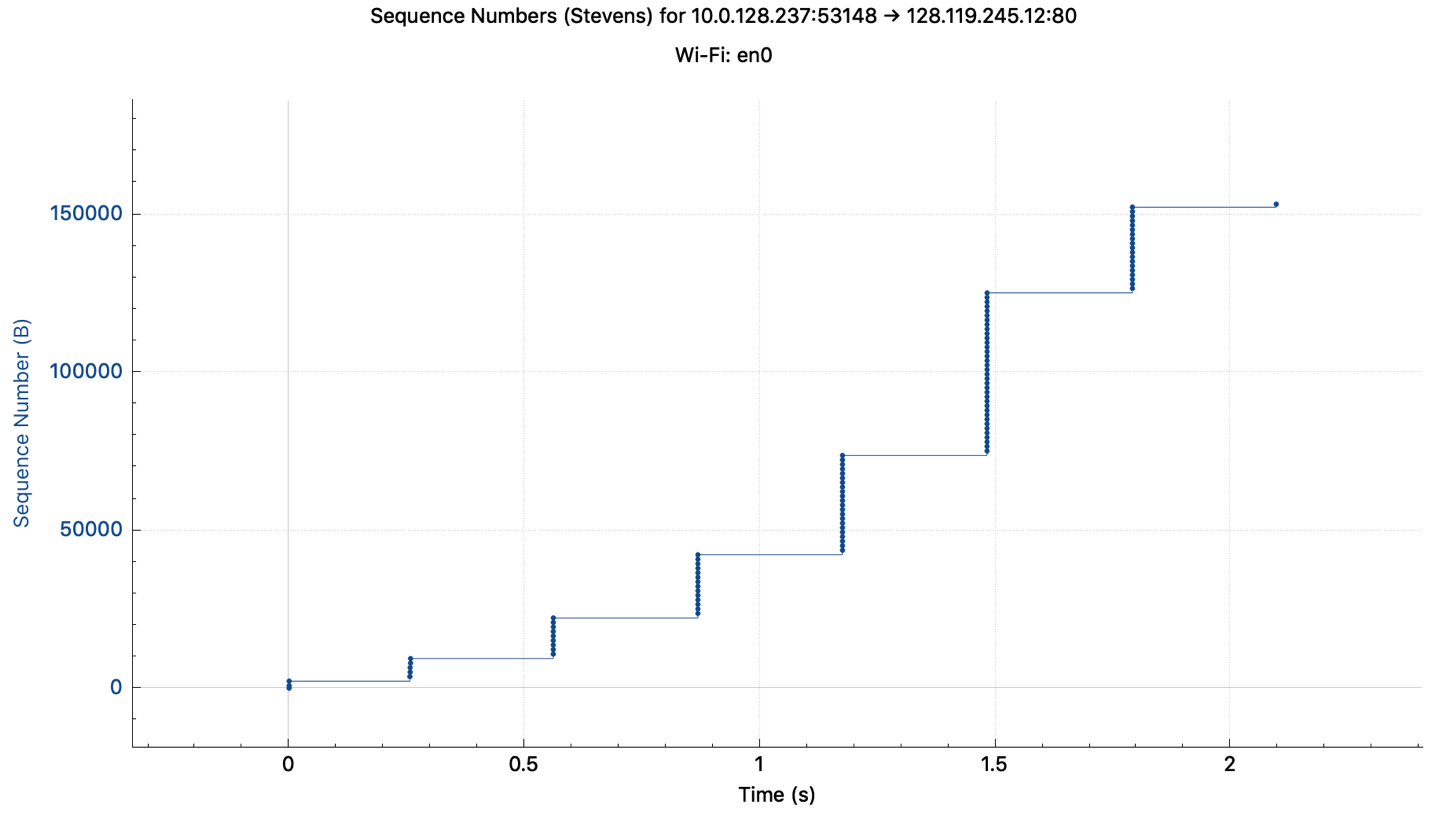 Sequence Numbers (Stevens) for 10.0.128.237:53148 → 128.119.245.12:80
Wi-Fi: en0
150000
100000
50000
0
Sequence Number (B)
0 0.5 1 1.5 2
Time (s)